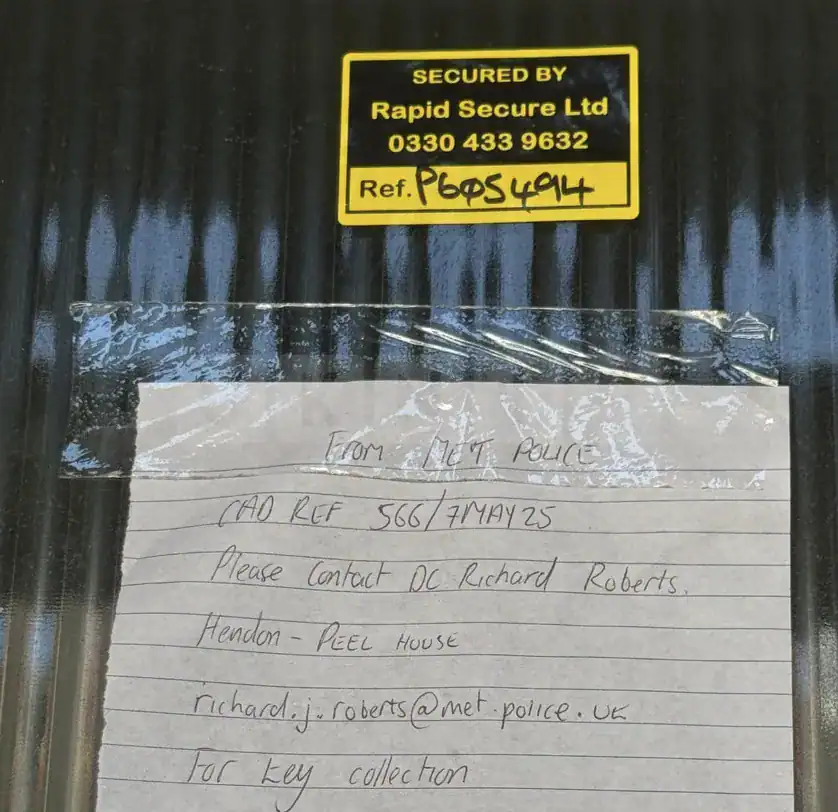 SECURED BY
Rapid Secure Ltd
0330 433 9632
Ref. P605494
From MET POLICE
CAD REF 566/7MAY25
Please Contact DC Richard Roberts.
Hendon - PEEL HOUSE
richard.j.roberts@met.police.UK
For key collection